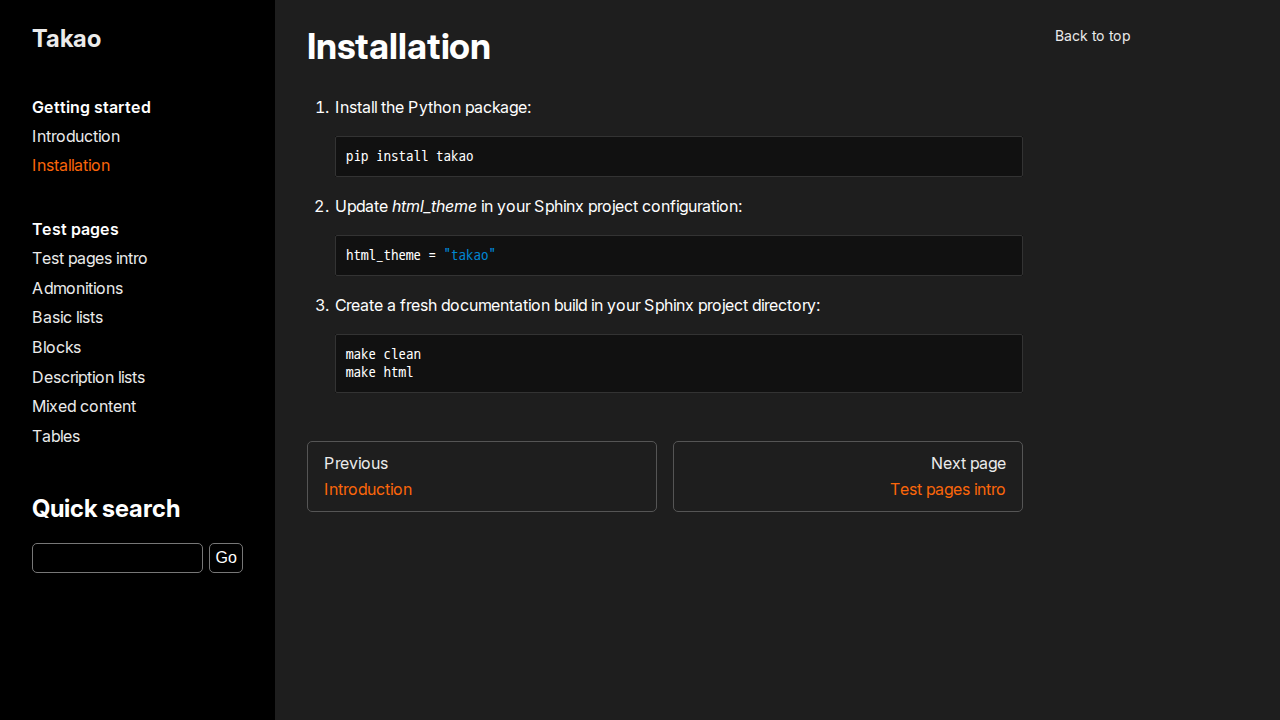 Takao
Getting started
Introduction
Installation
Test pages
Test pages intro
Admonitions
Basic lists
Blocks
Description lists
Mixed content
Tables
Quick search
Go
Installation
1. Install the Python package:
pip install takao
2. Update html_theme in your Sphinx project configuration:
html_theme = "takao"
3. Create a fresh documentation build in your Sphinx project directory:
make clean
make html
Previous
Introduction
Next page
Test pages intro
Back to top